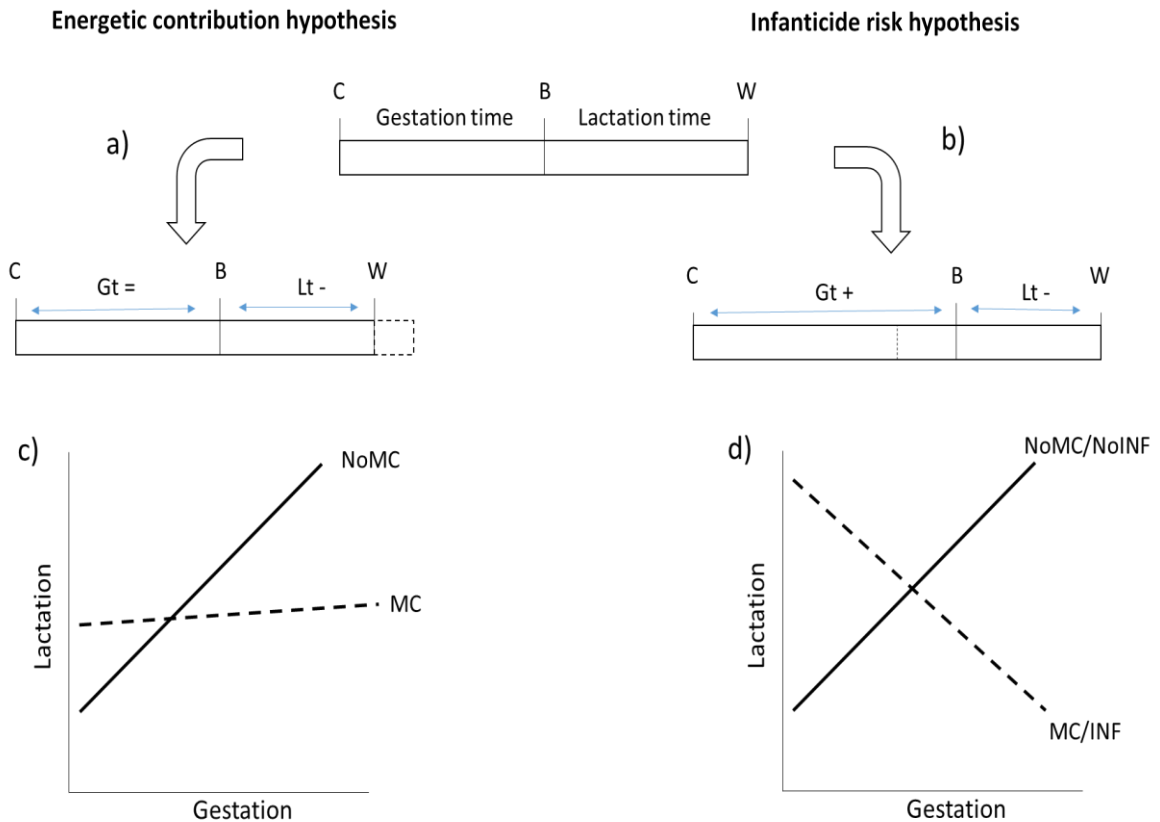 Energetic contribution hypothesis
Infanticide risk hypothesis
C B W
Gestation time Lactation time
a)
b)
C B W
Gt = Lt -
C B W
Gt + Lt -
c)
NoMC
MC
Lactation
Gestation
d)
NoMC/NoINF
MC/INF
Lactation
Gestation